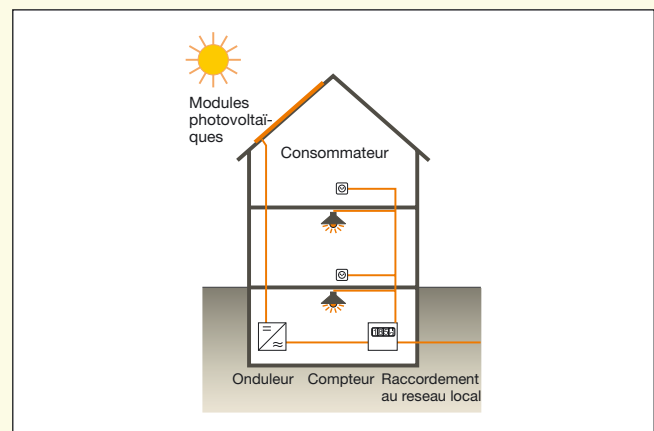 Modules
photovoltaï-
ques
Consommateur
Onduleur
Compteur
Raccordement
au reseau local